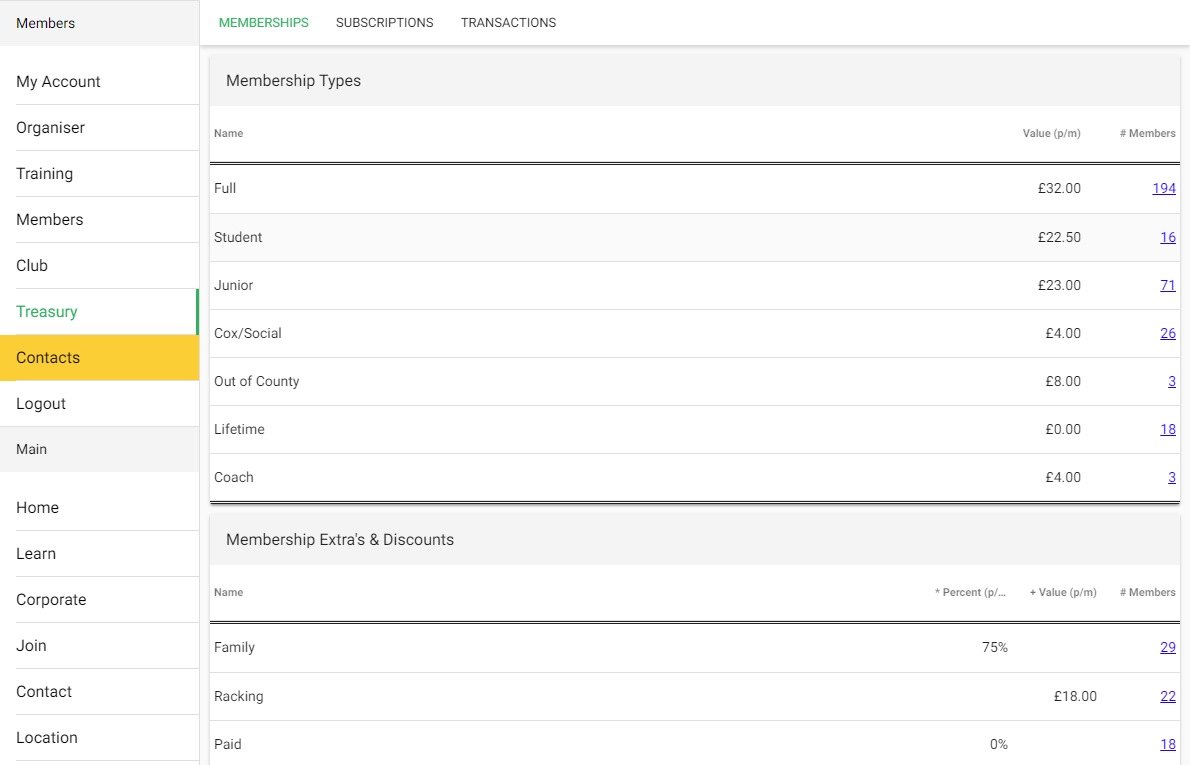 Members
My Account
Organiser
Training
Members
Club
Treasury
Contacts
Logout
Main
Home
Learn
Corporate
Join
Contact
Location
MEMBERSHIPS SUBSCRIPTIONS TRANSACTIONS
Membership Types
Name Value (p/m) # Members
Full £32.00 194
Student £22.50 16
Junior £23.00 71
Cox/Social £4.00 26
Out of County £8.00 3
Lifetime £0.00 18
Coach £4.00 3
Membership Extra's & Discounts
Name * Percent (p/... + Value (p/m) # Members
Family 75% 29
Racking £18.00 22
Paid 0% 18